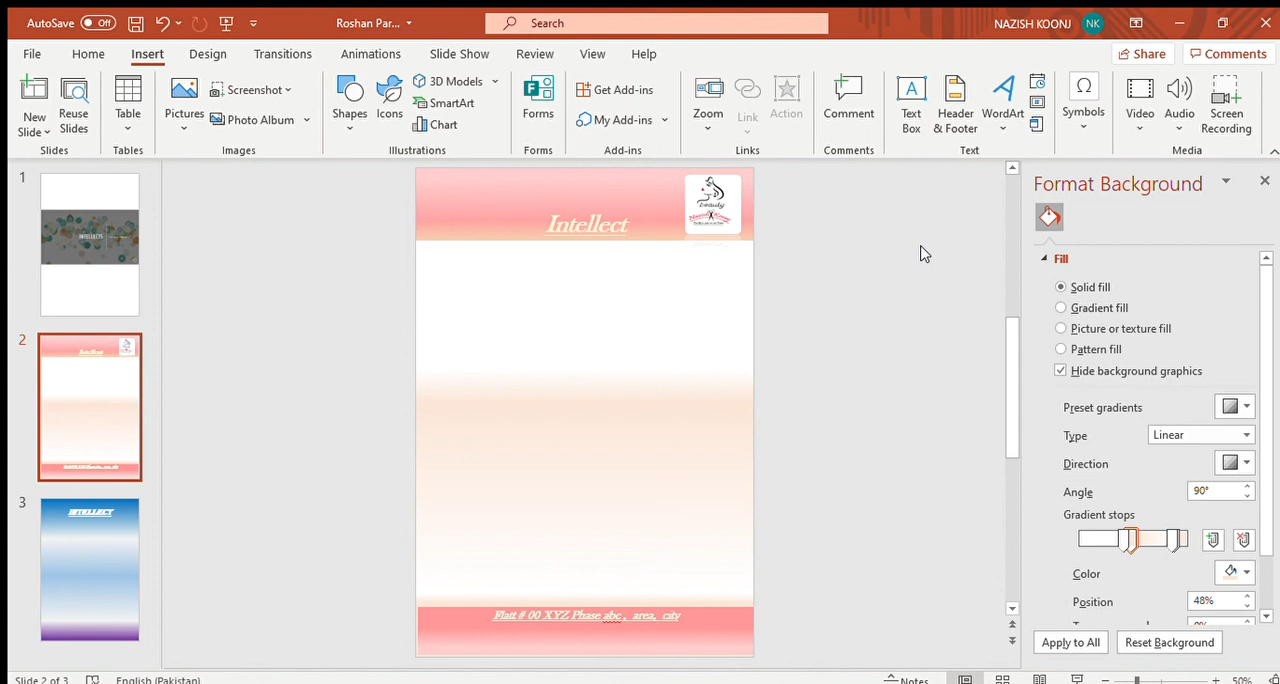 AutoSave Off Roshan Par... Search NAZISH KOONJ NK
File Home Insert Design Transitions Animations Slide Show Review View Help Share Comments
New Slide Reuse Slides Table Pictures Screenshot Photo Album Shapes Icons 3D Models SmartArt Chart Forms Get Add-ins My Add-ins Zoom Link Action Comment Text Box Header & Footer WordArt Symbols Video Audio Screen Recording
Slides Tables Images Illustrations Forms Add-ins Links Comments Text Media
1
INTELLECTS
2
Intellect
3
INTELLECT
Intellect
beauty
Flatt # 00 XYZ Phase abc , area, city
Format Background
Fill
Solid fill
Gradient fill
Picture or texture fill
Pattern fill
Hide background graphics
Preset gradients
Type Linear
Direction
Angle 90°
Gradient stops
Color
Position 48%
Apply to All Reset Background
Slide 2 of 3 English (Pakistan) Notes 50%